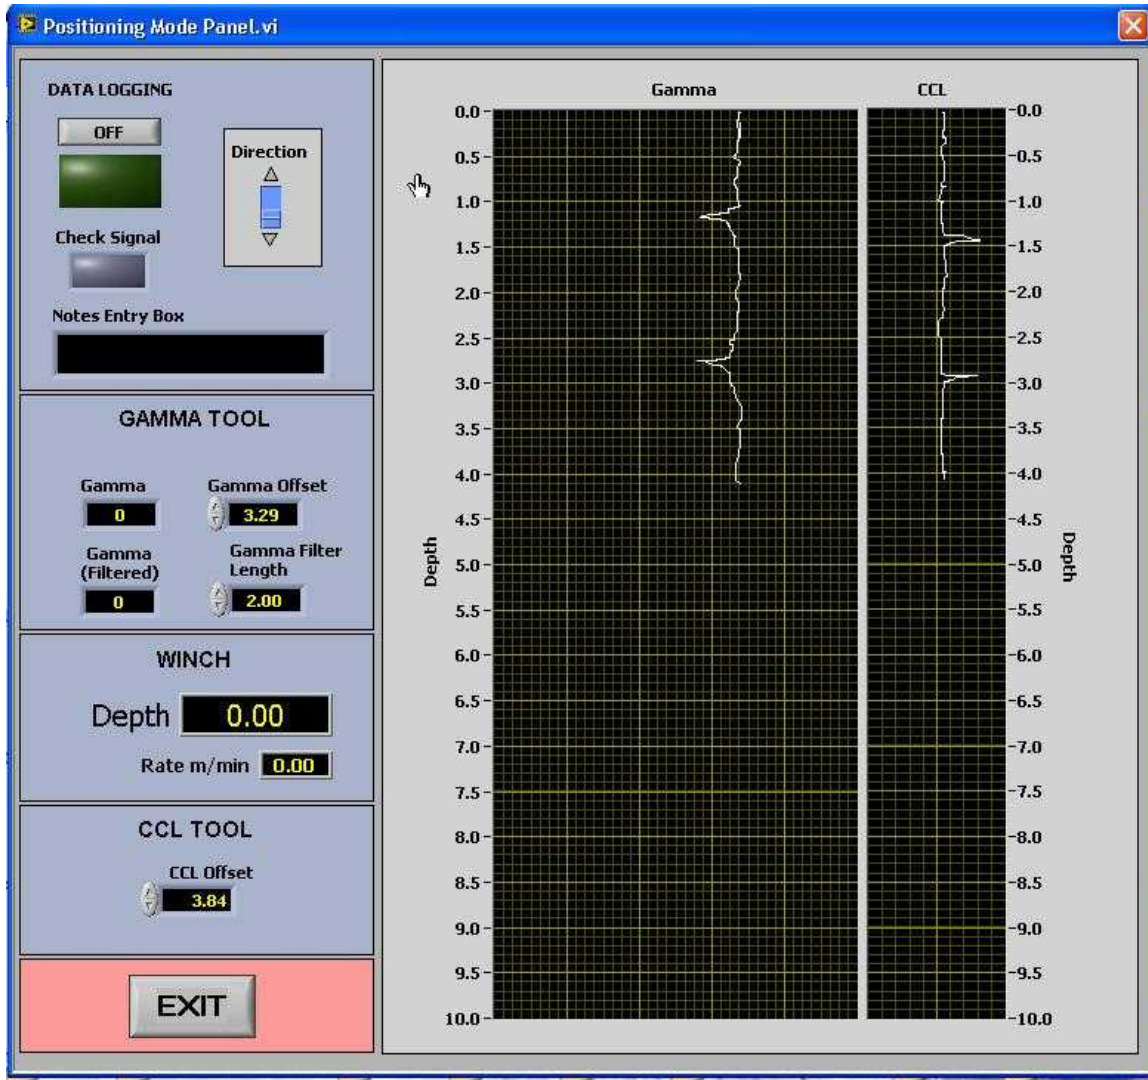 Positioning Mode Panel.vi
DATA LOGGING
OFF
Direction
Check Signal
Notes Entry Box
GAMMA TOOL
Gamma
0
Gamma Offset
3.29
Gamma
(Filtered)
0
Gamma Filter
Length
2.00
WINCH
Depth 0.00
Rate m/min 0.00
CCL TOOL
CCL Offset
3.84
EXIT
Gamma
0.0
0.5
1.0
1.5
2.0
2.5
3.0
3.5
4.0
4.5
5.0
5.5
6.0
6.5
7.0
7.5
8.0
8.5
9.0
9.5
10.0
Depth
CCL
0.0
0.5
1.0
1.5
2.0
2.5
3.0
3.5
4.0
4.5
5.0
5.5
6.0
6.5
7.0
7.5
8.0
8.5
9.0
9.5
10.0
Depth